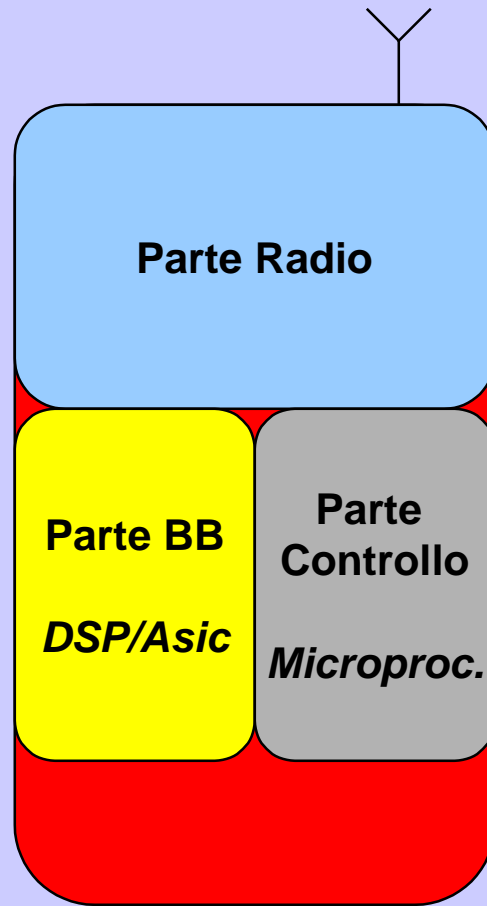 Parte Radio
Parte BB
DSP/Asic
Parte
Controllo
Microproc.